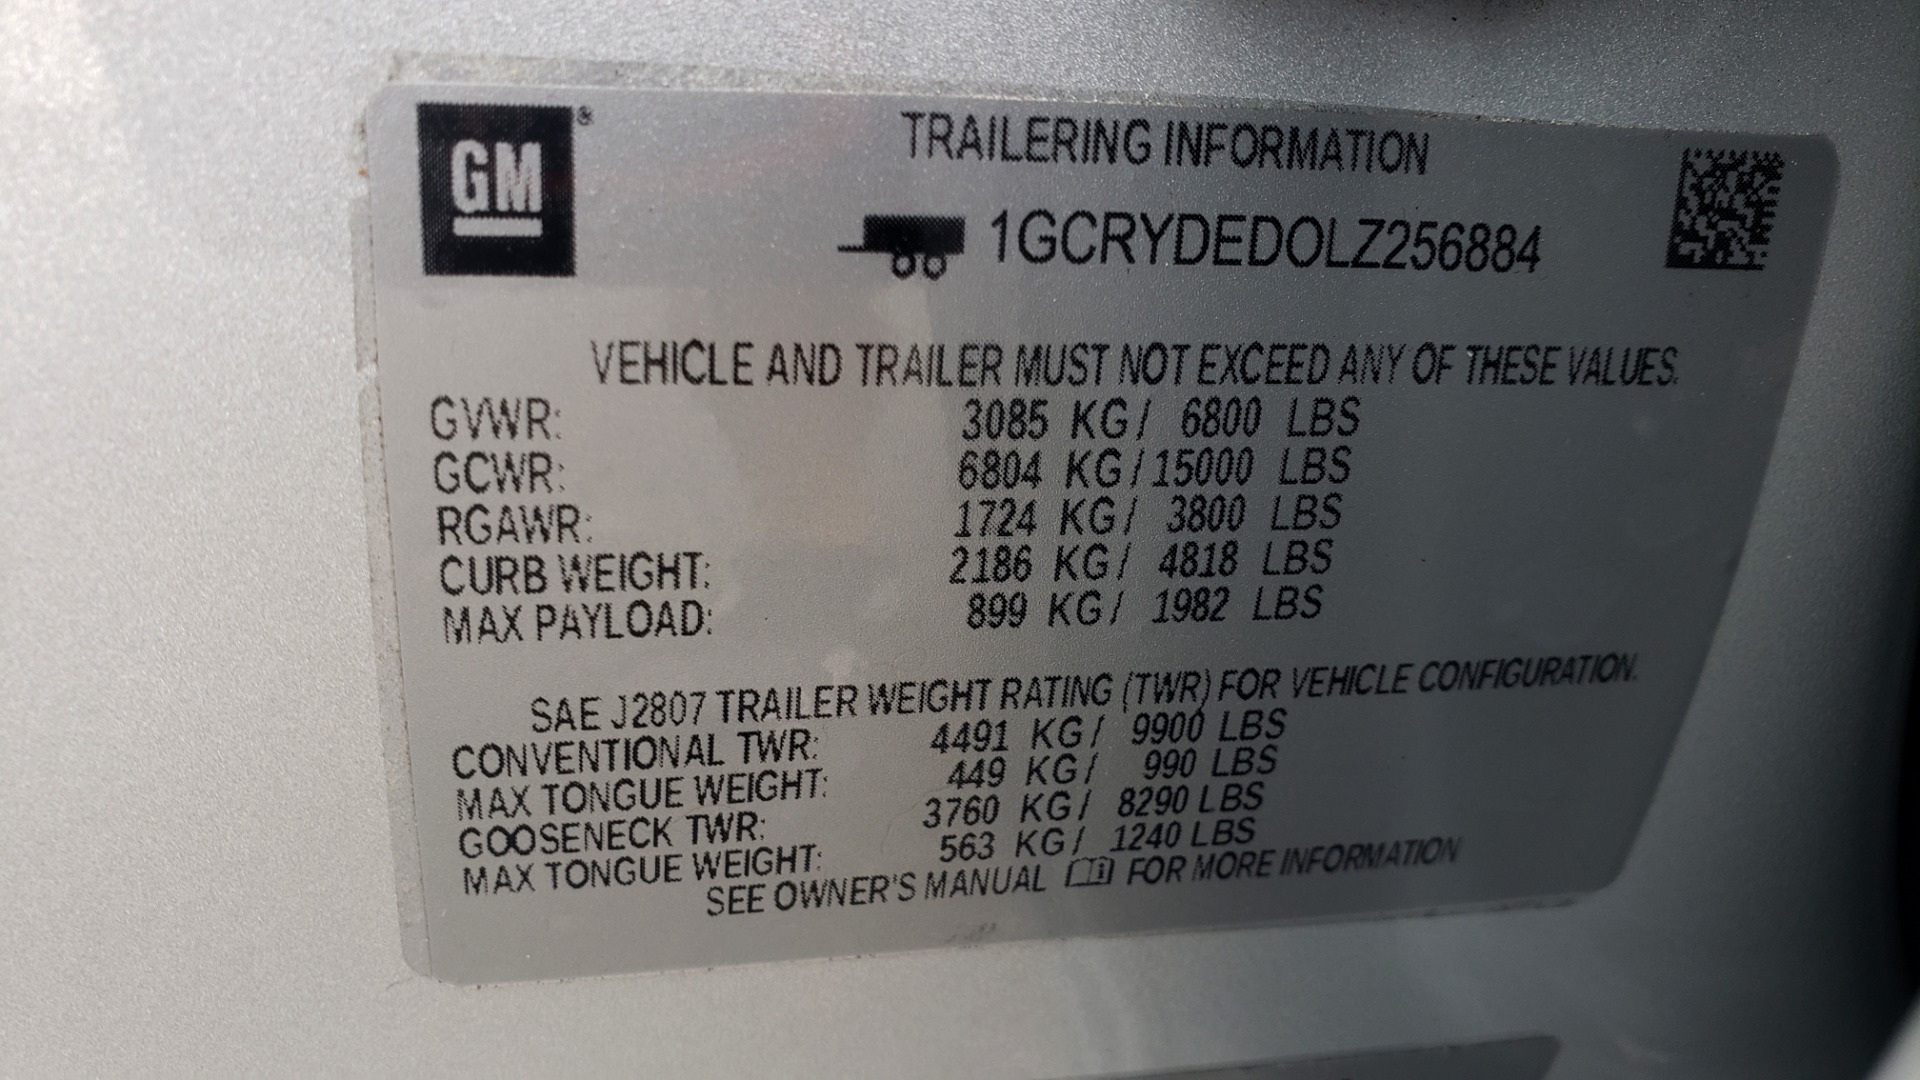 GM®
TRAILERING INFORMATION
1GCRYDED0LZ256884
VEHICLE AND TRAILER MUST NOT EXCEED ANY OF THESE VALUES.
GVWR: 3085 KG/ 6800 LBS
GCWR: 6804 KG/15000 LBS
RGAWR: 1724 KG/ 3800 LBS
CURB WEIGHT: 2186 KG/ 4818 LBS
MAX PAYLOAD: 899 KG/ 1982 LBS
SAE J2807 TRAILER WEIGHT RATING (TWR) FOR VEHICLE CONFIGURATION.
CONVENTIONAL TWR: 4491 KG/ 9900 LBS
MAX TONGUE WEIGHT: 449 KG/ 990 LBS
GOOSENECK TWR: 3760 KG/ 8290 LBS
MAX TONGUE WEIGHT: 563 KG/ 1240 LBS
SEE OWNER'S MANUAL FOR MORE INFORMATION